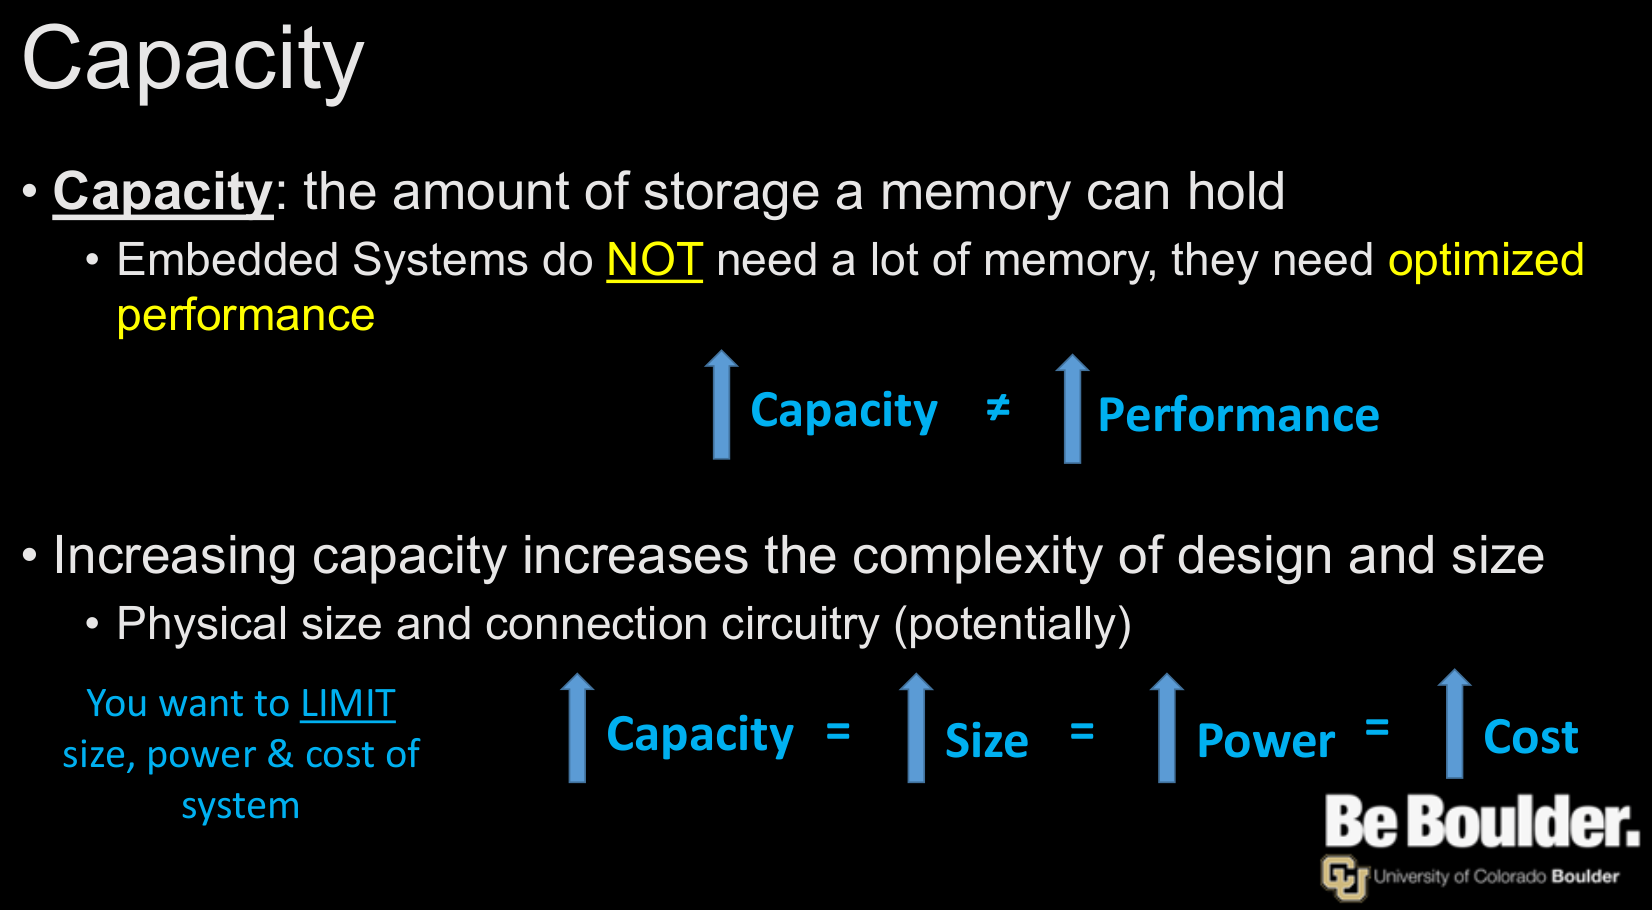 Capacity
• Capacity: the amount of storage a memory can hold
• Embedded Systems do NOT need a lot of memory, they need optimized
performance
Capacity ≠ Performance
• Increasing capacity increases the complexity of design and size
• Physical size and connection circuitry (potentially)
You want to LIMIT
size, power & cost of
system
Capacity = Size = Power = Cost
Be Boulder.
CU University of Colorado Boulder